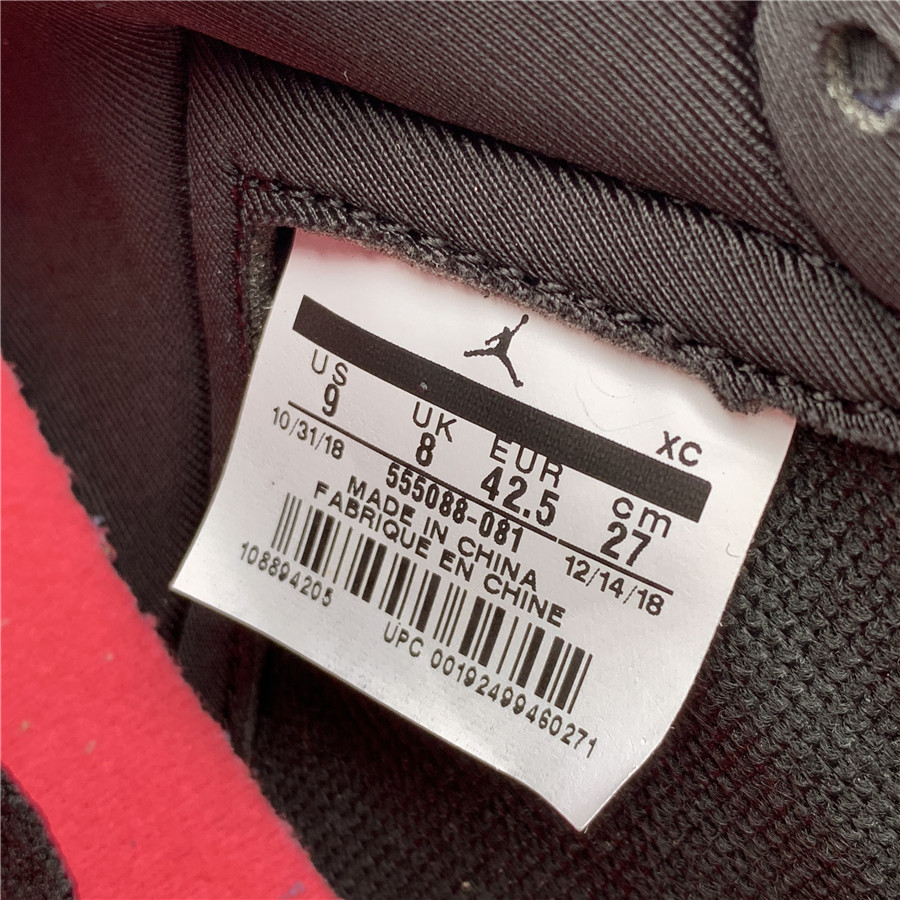 XC
US UK EUR cm
9 8 42.5 27
10/31/18 555088-081 12/14/18
MADE IN CHINA
FABRIQUE EN CHINE
108894205
UPC 00192499460271